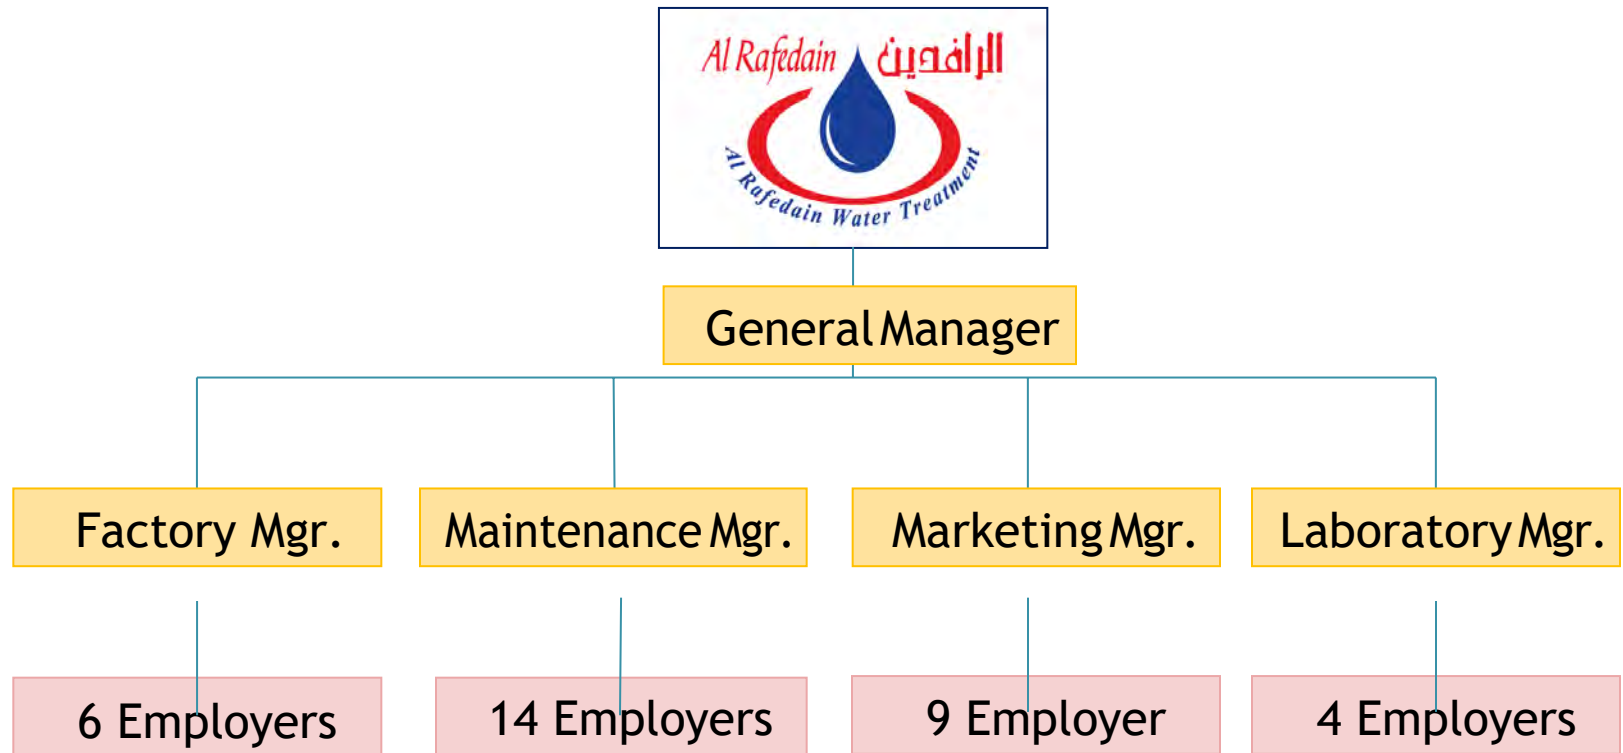 Al Rafedain الرافدين
Al Rafedain Water Treatment
General Manager
Factory Mgr. Maintenance Mgr. Marketing Mgr. Laboratory Mgr.
6 Employers 14 Employers 9 Employer 4 Employers